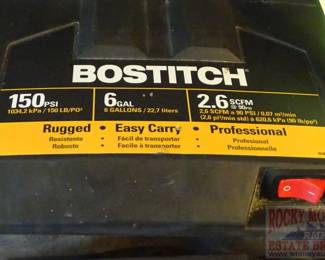 BOSTITCH
150 PSI 6 GAL 2.6 SCFM @ 90PSI
1034,2 kPa / 150 LB/PO² 6 GALLONS / 22,7 liters 2,6 SCFM a 90 PSI / 0,07 m³/min
(2,6 pi³/min std) à 620,6 kPa (90 lb/po²)
Rugged • Easy Carry • Professional
Resistente Fácil de transportar Profesional
Robuste Facile à transporter Professionnelle
ROCKY MO
ESTATE